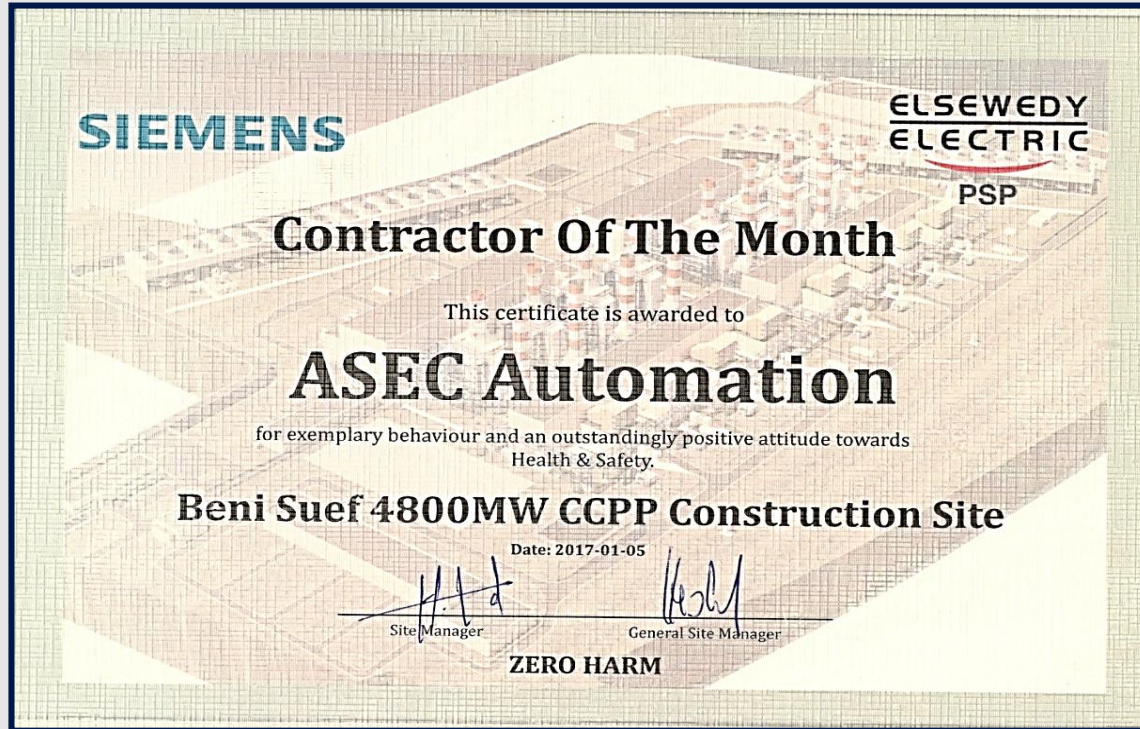 SIEMENS
ELSEWEDY
ELECTRIC
PSP
Contractor Of The Month
This certificate is awarded to
ASEC Automation
for exemplary behaviour and an outstandingly positive attitude towards
Health & Safety.
Beni Suef 4800MW CCPP Construction Site
Date: 2017-01-05
Site Manager
General Site Manager
ZERO HARM